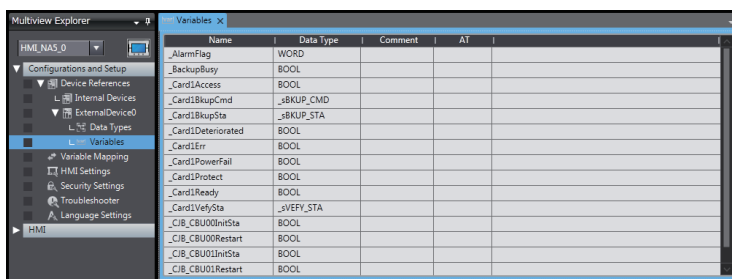 Multiview Explorer
Variables
HMI_NA5_0
Configurations and Setup
Device References
Internal Devices
ExternalDevice0
Data Types
Variables
Variable Mapping
HMI Settings
Security Settings
Troubleshooter
Language Settings
HMI
Name Data Type Comment AT
_AlarmFlag WORD
_BackupBusy BOOL
_Card1Access BOOL
_Card1BkupCmd _sBKUP_CMD
_Card1BkupSta _sBKUP_STA
_Card1Deteriorated BOOL
_Card1Err BOOL
_Card1PowerFail BOOL
_Card1Protect BOOL
_Card1Ready BOOL
_Card1VefySta _sVEFY_STA
_CJB_CBU00InitSta BOOL
_CJB_CBU00Restart BOOL
_CJB_CBU01InitSta BOOL
_CJB_CBU01Restart BOOL